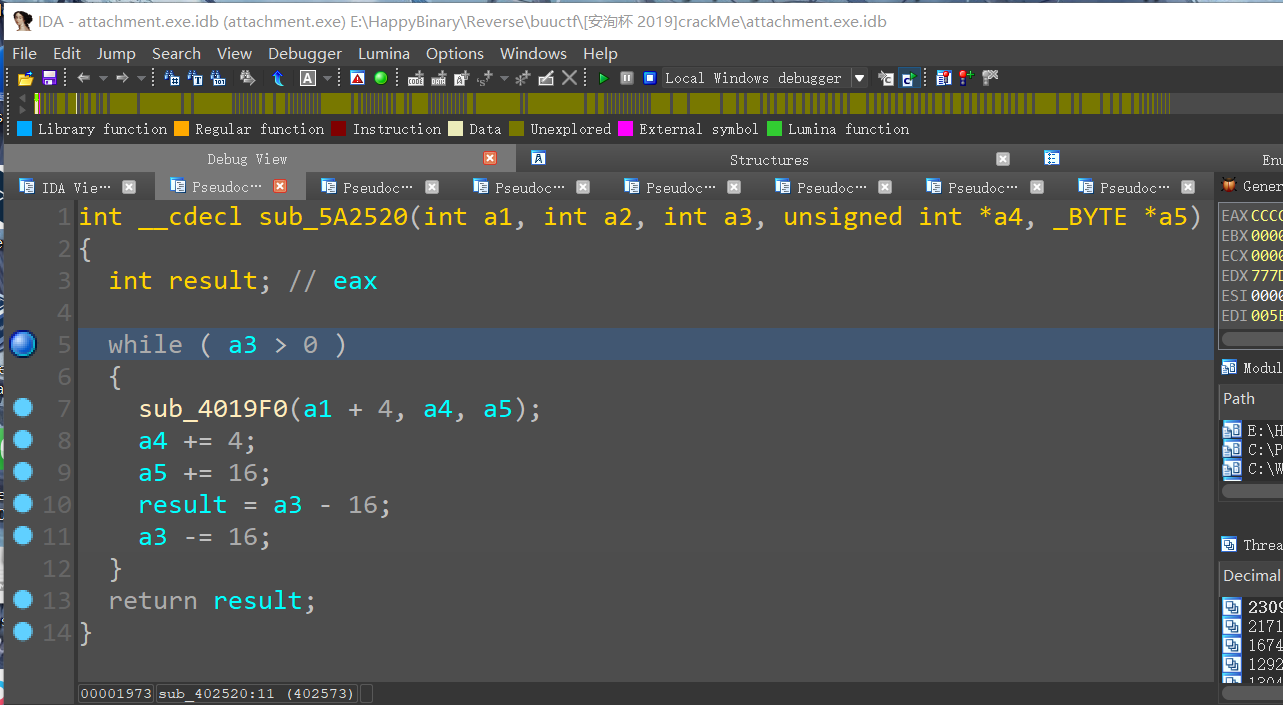 IDA - attachment.exe.idb (attachment.exe) E:\HappyBinary\Reverse\buuctf\[安洵杯 2019]crackMe\attachment.exe.idb
File Edit Jump Search View Debugger Lumina Options Windows Help
Local Windows debugger
Library function Regular function Instruction Data Unexplored External symbol Lumina function
Debug View Structures Enu
IDA Vie… Pseudoc… Pseudoc… Pseudoc… Pseudoc… Pseudoc… Pseudoc… Pseudoc… Gener
1 int __cdecl sub_5A2520(int a1, int a2, int a3, unsigned int *a4, _BYTE *a5)
2 {
3 int result; // eax
4
5 while ( a3 > 0 )
6 {
7 sub_4019F0(a1 + 4, a4, a5);
8 a4 += 4;
9 a5 += 16;
10 result = a3 - 16;
11 a3 -= 16;
12 }
13 return result;
14 }
00001973 sub_402520:11 (402573)
EAX CCCC
EBX 0000
ECX 0000
EDX 777D
ESI 0000
EDI 005E
Modul
Path
E:\H
C:\P
C:\W
Threa
Decimal
2309
2171
1674
1292
1304